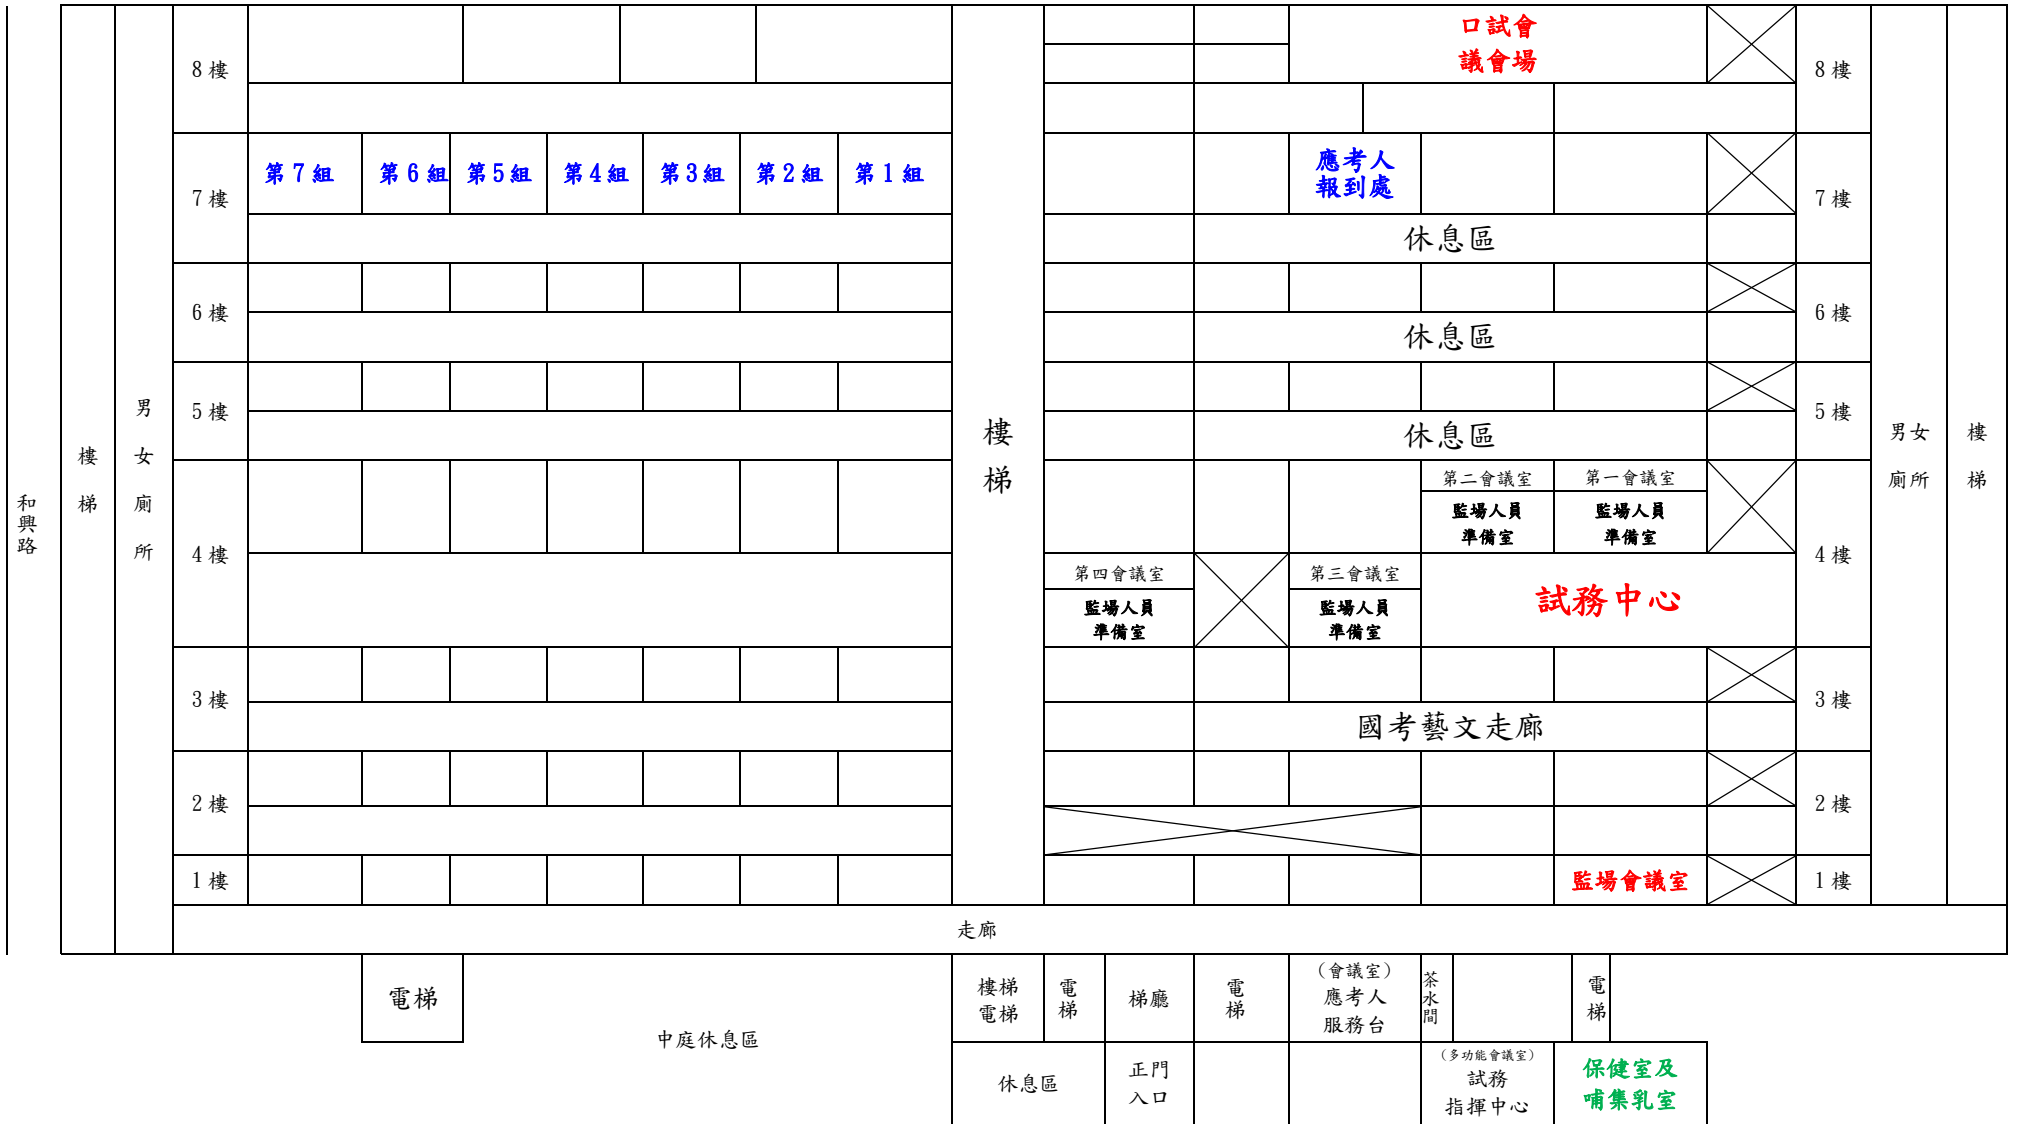 口試會
議會場
8樓
8樓
第7組
第6組
第5組
第4組
第3組
第2組
第1組
應考人
報到處
7樓
7樓
休息區
6樓
6樓
休息區
5樓
5樓
休息區
和興路
樓梯
男女廁所
樓梯
男女
廁所
樓梯
第二會議室
第一會議室
監場人員
準備室
監場人員
準備室
4樓
4樓
第四會議室
第三會議室
監場人員
準備室
監場人員
準備室
試務中心
3樓
3樓
國考藝文走廊
2樓
2樓
1樓
監場會議室
1樓
走廊
電梯
中庭休息區
樓梯
電梯
電梯
梯廳
電梯
(會議室)
應考人
服務台
茶水間
電梯
休息區
正門
入口
(多功能會議室)
試務
指揮中心
保健室及
哺集乳室